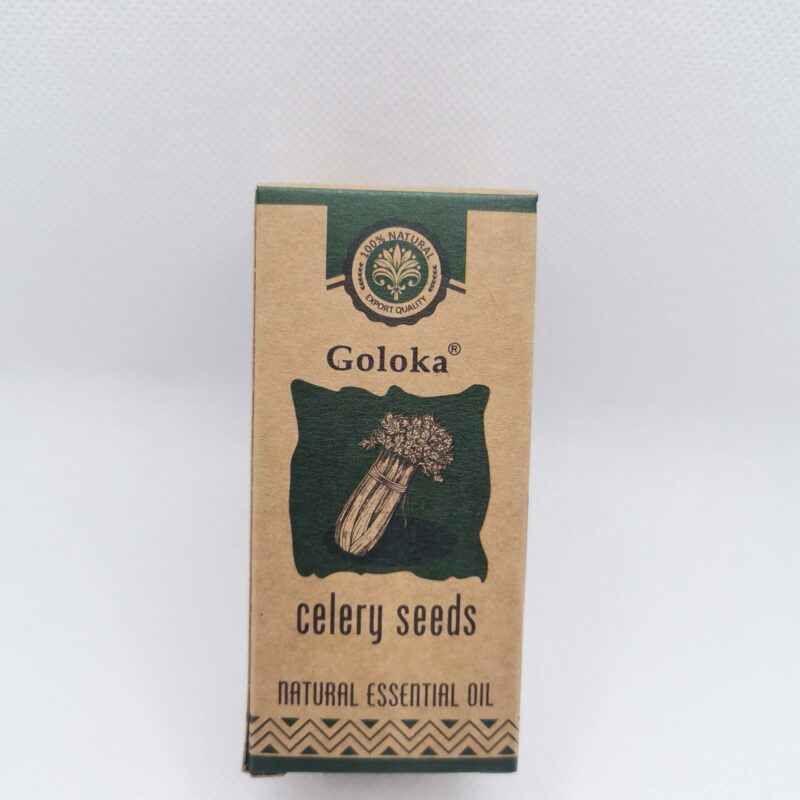 100% NATURAL
EXPORT QUALITY
Goloka®
celery seeds
NATURAL ESSENTIAL OIL